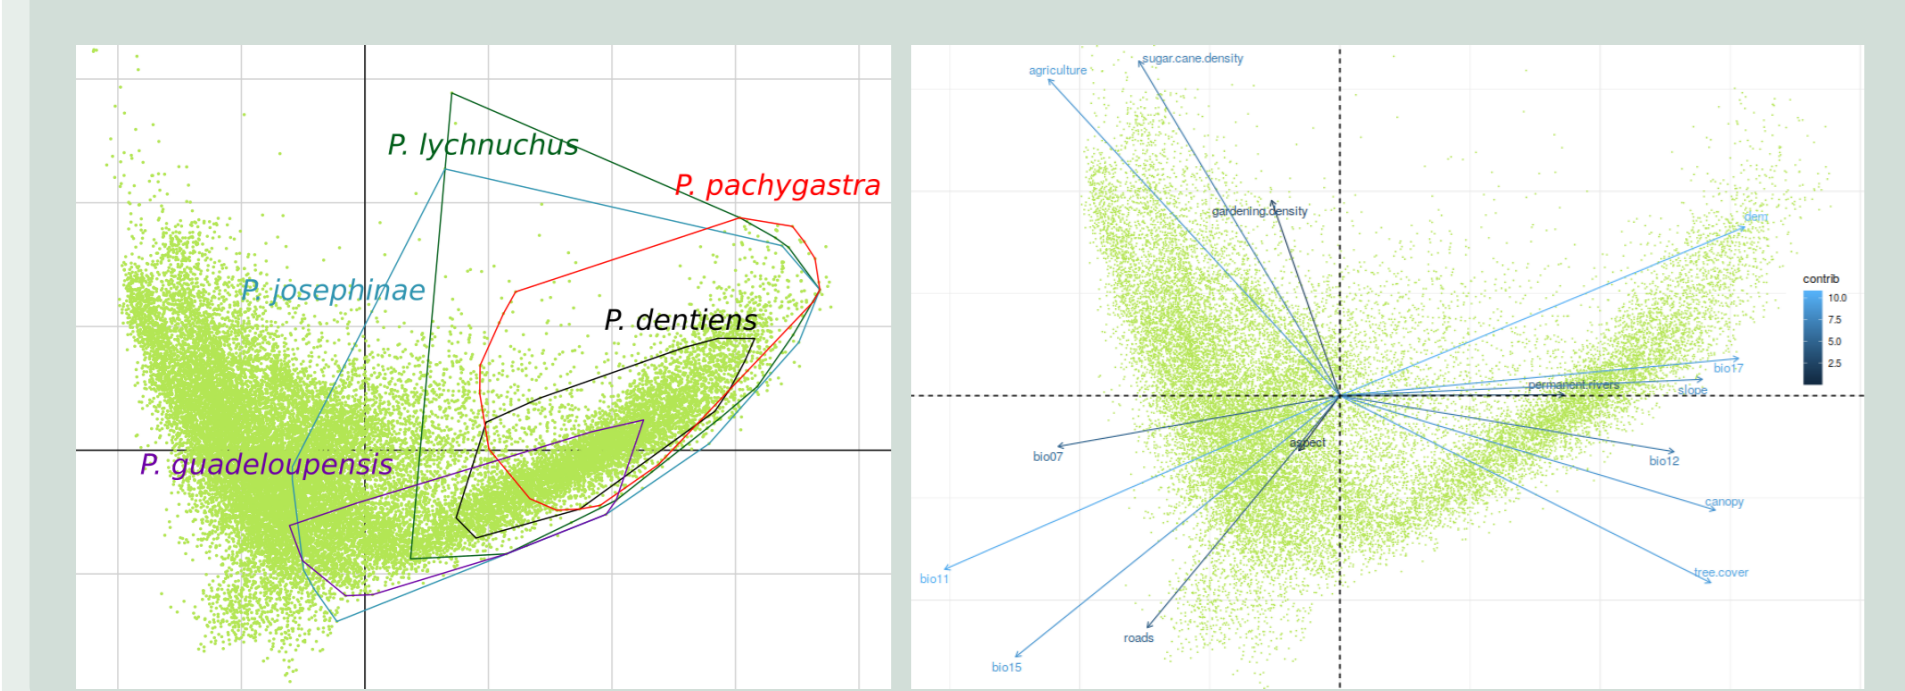 P. lychnuchus
P. pachygastra
P. josephinae
P. dentiens
P. guadeloupensis
sugar.cane.density
agriculture
gardening.density
dem
contrib
10.0
7.5
5.0
2.5
bio17
permanent.rivers
slope
aspect
bio07
bio12
canopy
tree.cover
bio11
roads
bio15